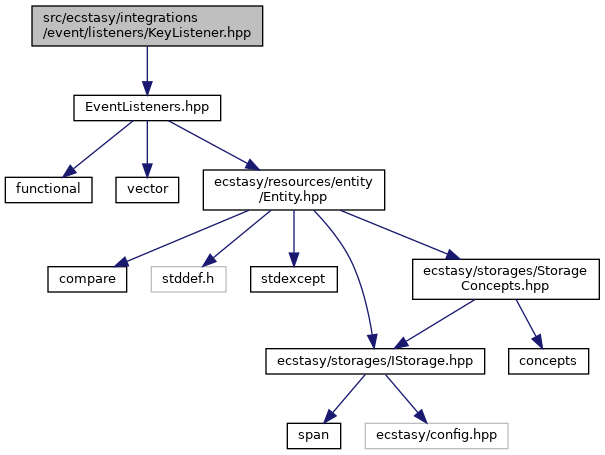 src/ecstasy/integrations
/event/listeners/KeyListener.hpp
EventListeners.hpp
functional
vector
ecstasy/resources/entity
/Entity.hpp
compare
stddef.h
stdexcept
ecstasy/storages/Storage
Concepts.hpp
ecstasy/storages/IStorage.hpp
concepts
span
ecstasy/config.hpp